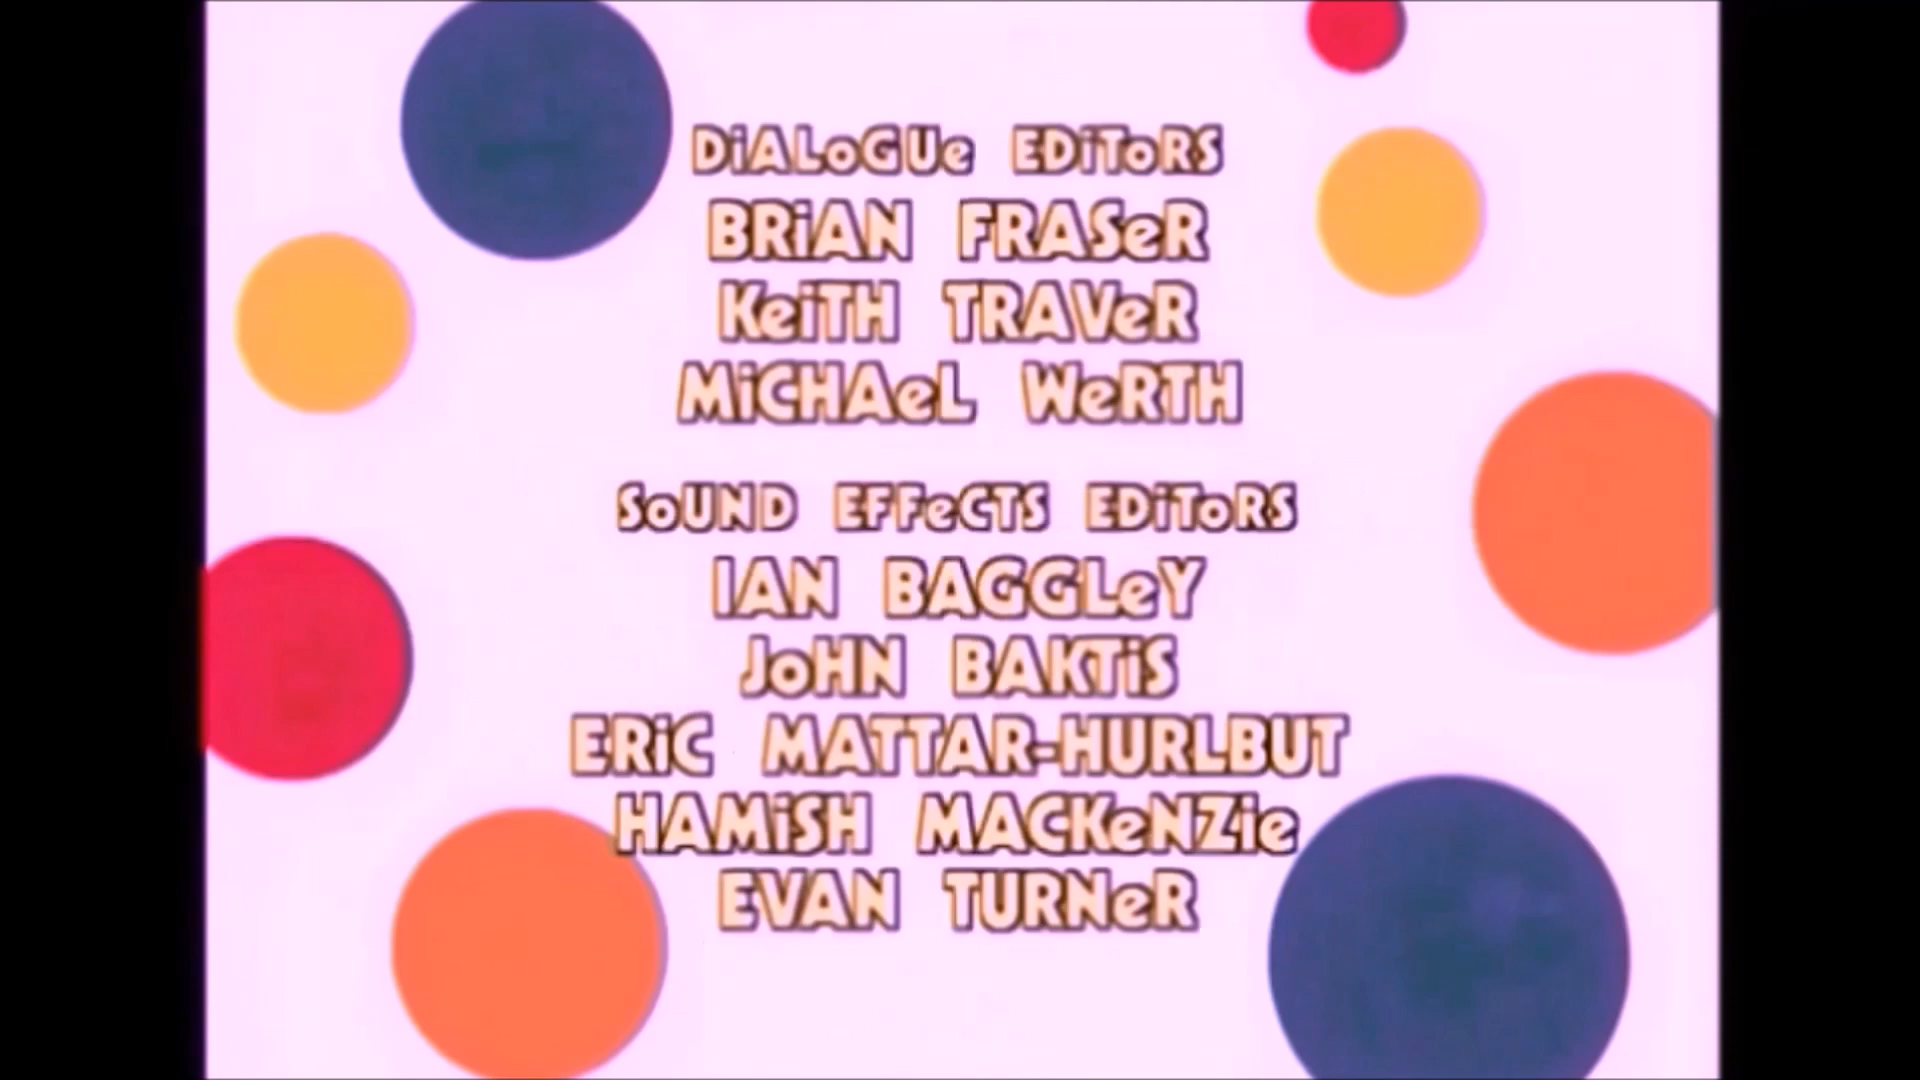 DiALoGUe EDiToRS
BRiAN FRASeR
KeiTH TRAVeR
MiCHAeL WeRTH
SoUND EFFeCTS EDiToRS
IAN BAGGLeY
JoHN BAKTiS
ERiC MATTAR-HURLBUT
HAMiSH MACKeNZie
EVAN TURNeR